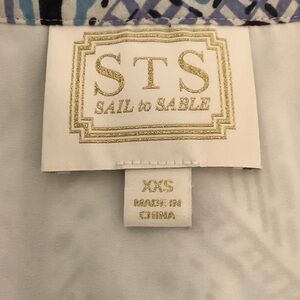 STS
SAIL to SABLE
XXS
MADE IN
CHINA